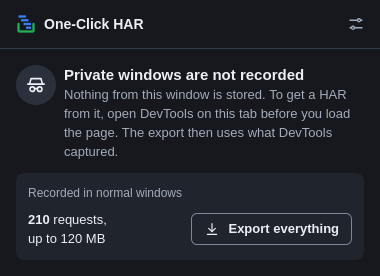 One-Click HAR
Private windows are not recorded
Nothing from this window is stored. To get a HAR
from it, open DevTools on this tab before you load
the page. The export then uses what DevTools
captured.
Recorded in normal windows
210 requests,
up to 120 MB
Export everything